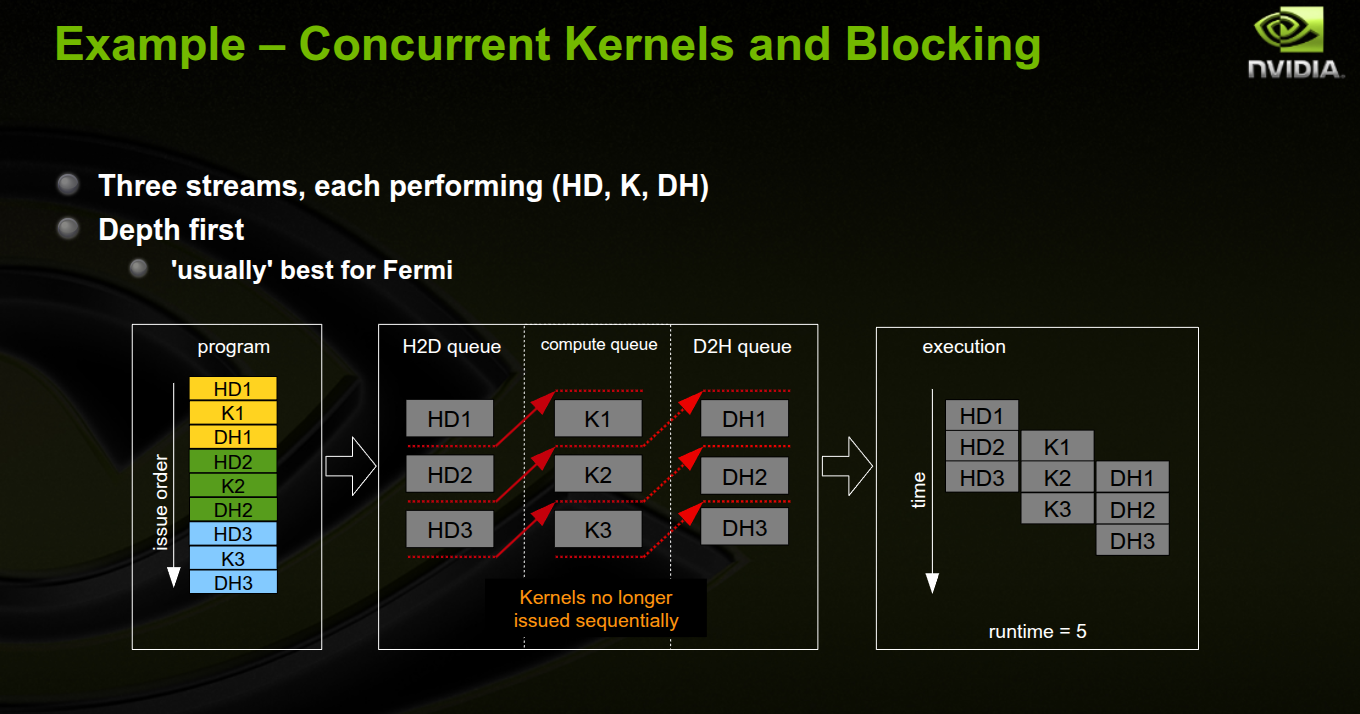 Example – Concurrent Kernels and Blocking
NVIDIA.
Three streams, each performing (HD, K, DH)
Depth first
'usually' best for Fermi
program
issue order
HD1
K1
DH1
HD2
K2
DH2
HD3
K3
DH3
H2D queue
compute queue
D2H queue
HD1
K1
DH1
HD2
K2
DH2
HD3
K3
DH3
Kernels no longer
issued sequentially
execution
time
HD1
HD2
K1
HD3
K2
DH1
K3
DH2
DH3
runtime = 5